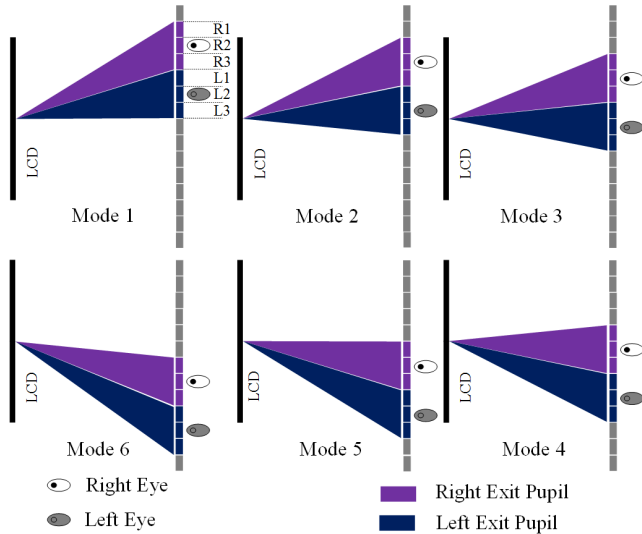 R1
R2
R3
L1
L2
L3
LCD
LCD
LCD
Mode 1
Mode 2
Mode 3
LCD
LCD
LCD
Mode 6
Mode 5
Mode 4
Right Eye
Left Eye
Right Exit Pupil
Left Exit Pupil